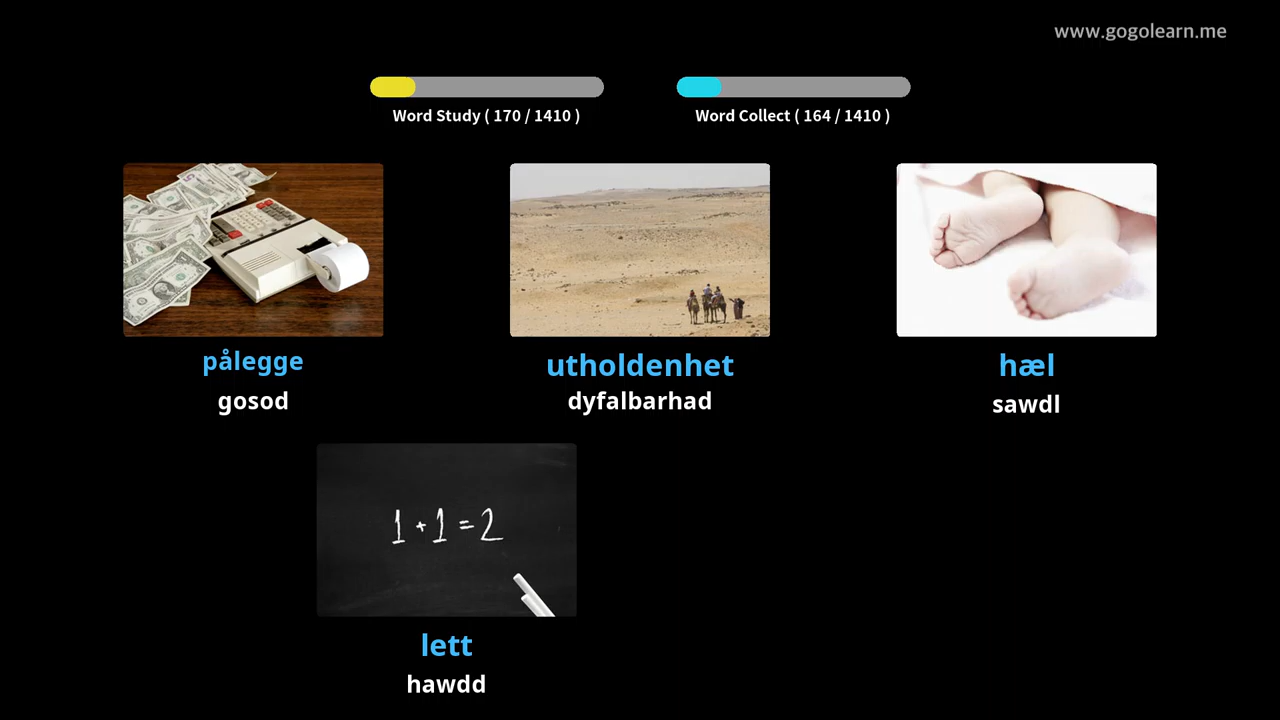 www.gogolearn.me
Word Study ( 170 / 1410 )
Word Collect ( 164 / 1410 )
pålegge
gosod
utholdenhet
dyfalbarhad
hæl
sawdl
1 + 1 = 2
lett
hawdd